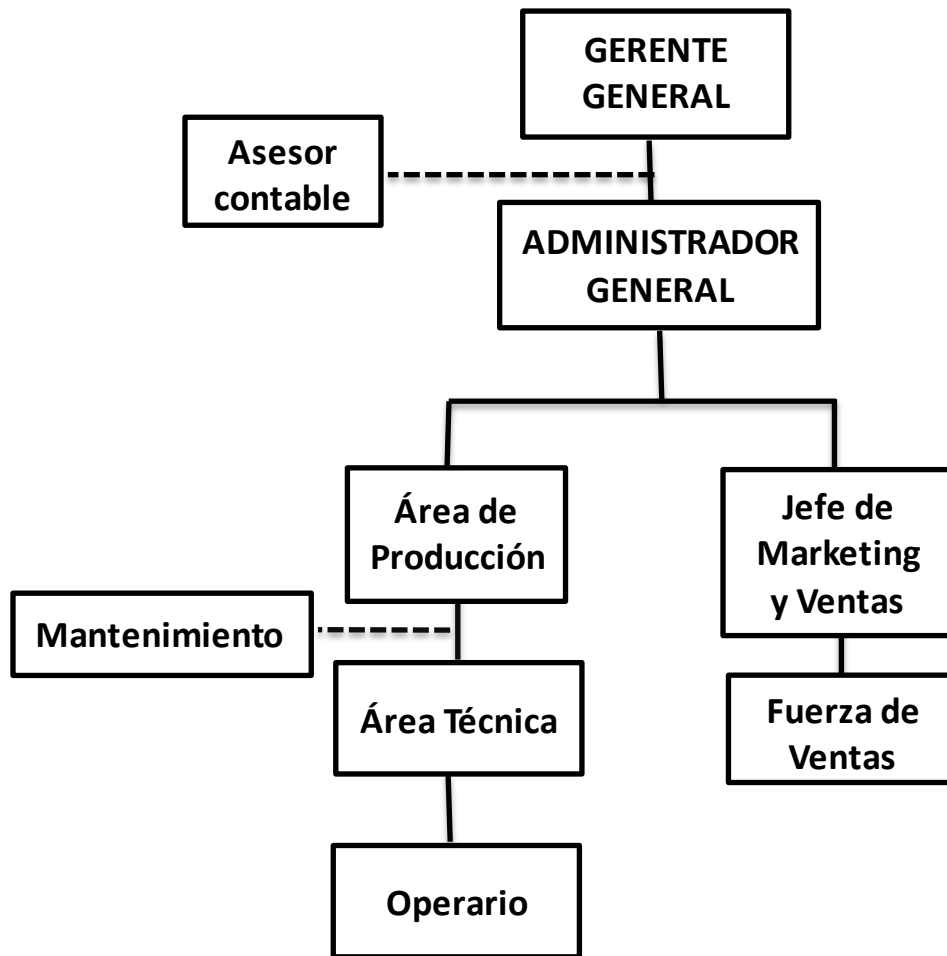 GERENTE
GENERAL
Asesor
contable
ADMINISTRADOR
GENERAL
Área de
Producción
Jefe de
Marketing
y Ventas
Mantenimiento
Área Técnica
Fuerza de
Ventas
Operario